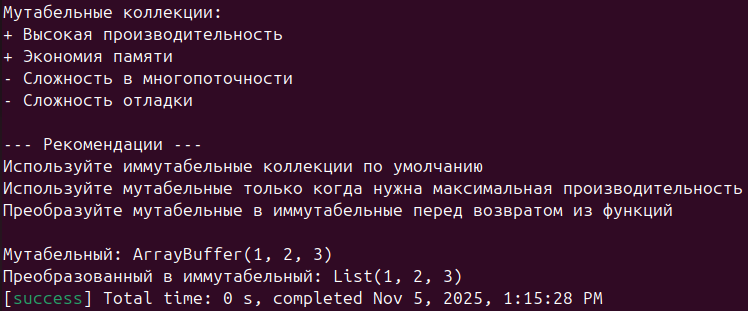 Мутабельные коллекции:
+ Высокая производительность
+ Экономия памяти
- Сложность в многопоточности
- Сложность отладки
--- Рекомендации ---
Используйте иммутабельные коллекции по умолчанию
Используйте мутабельные только когда нужна максимальная производительность
Преобразуйте мутабельные в иммутабельные перед возвратом из функций
Мутабельный: ArrayBuffer(1, 2, 3)
Преобразованный в иммутабельный: List(1, 2, 3)
[success] Total time: 0 s, completed Nov 5, 2025, 1:15:28 PM